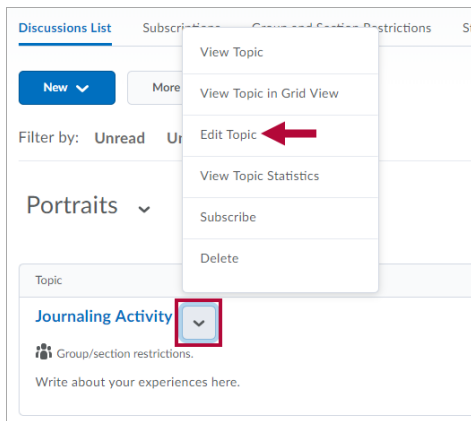 Discussions List Subscriptions Group and Section Restrictions
View Topic
New More
View Topic in Grid View
Filter by: Unread
Edit Topic
View Topic Statistics
Portraits
Subscribe
Delete
Topic
Journaling Activity
Group/section restrictions.
Write about your experiences here.